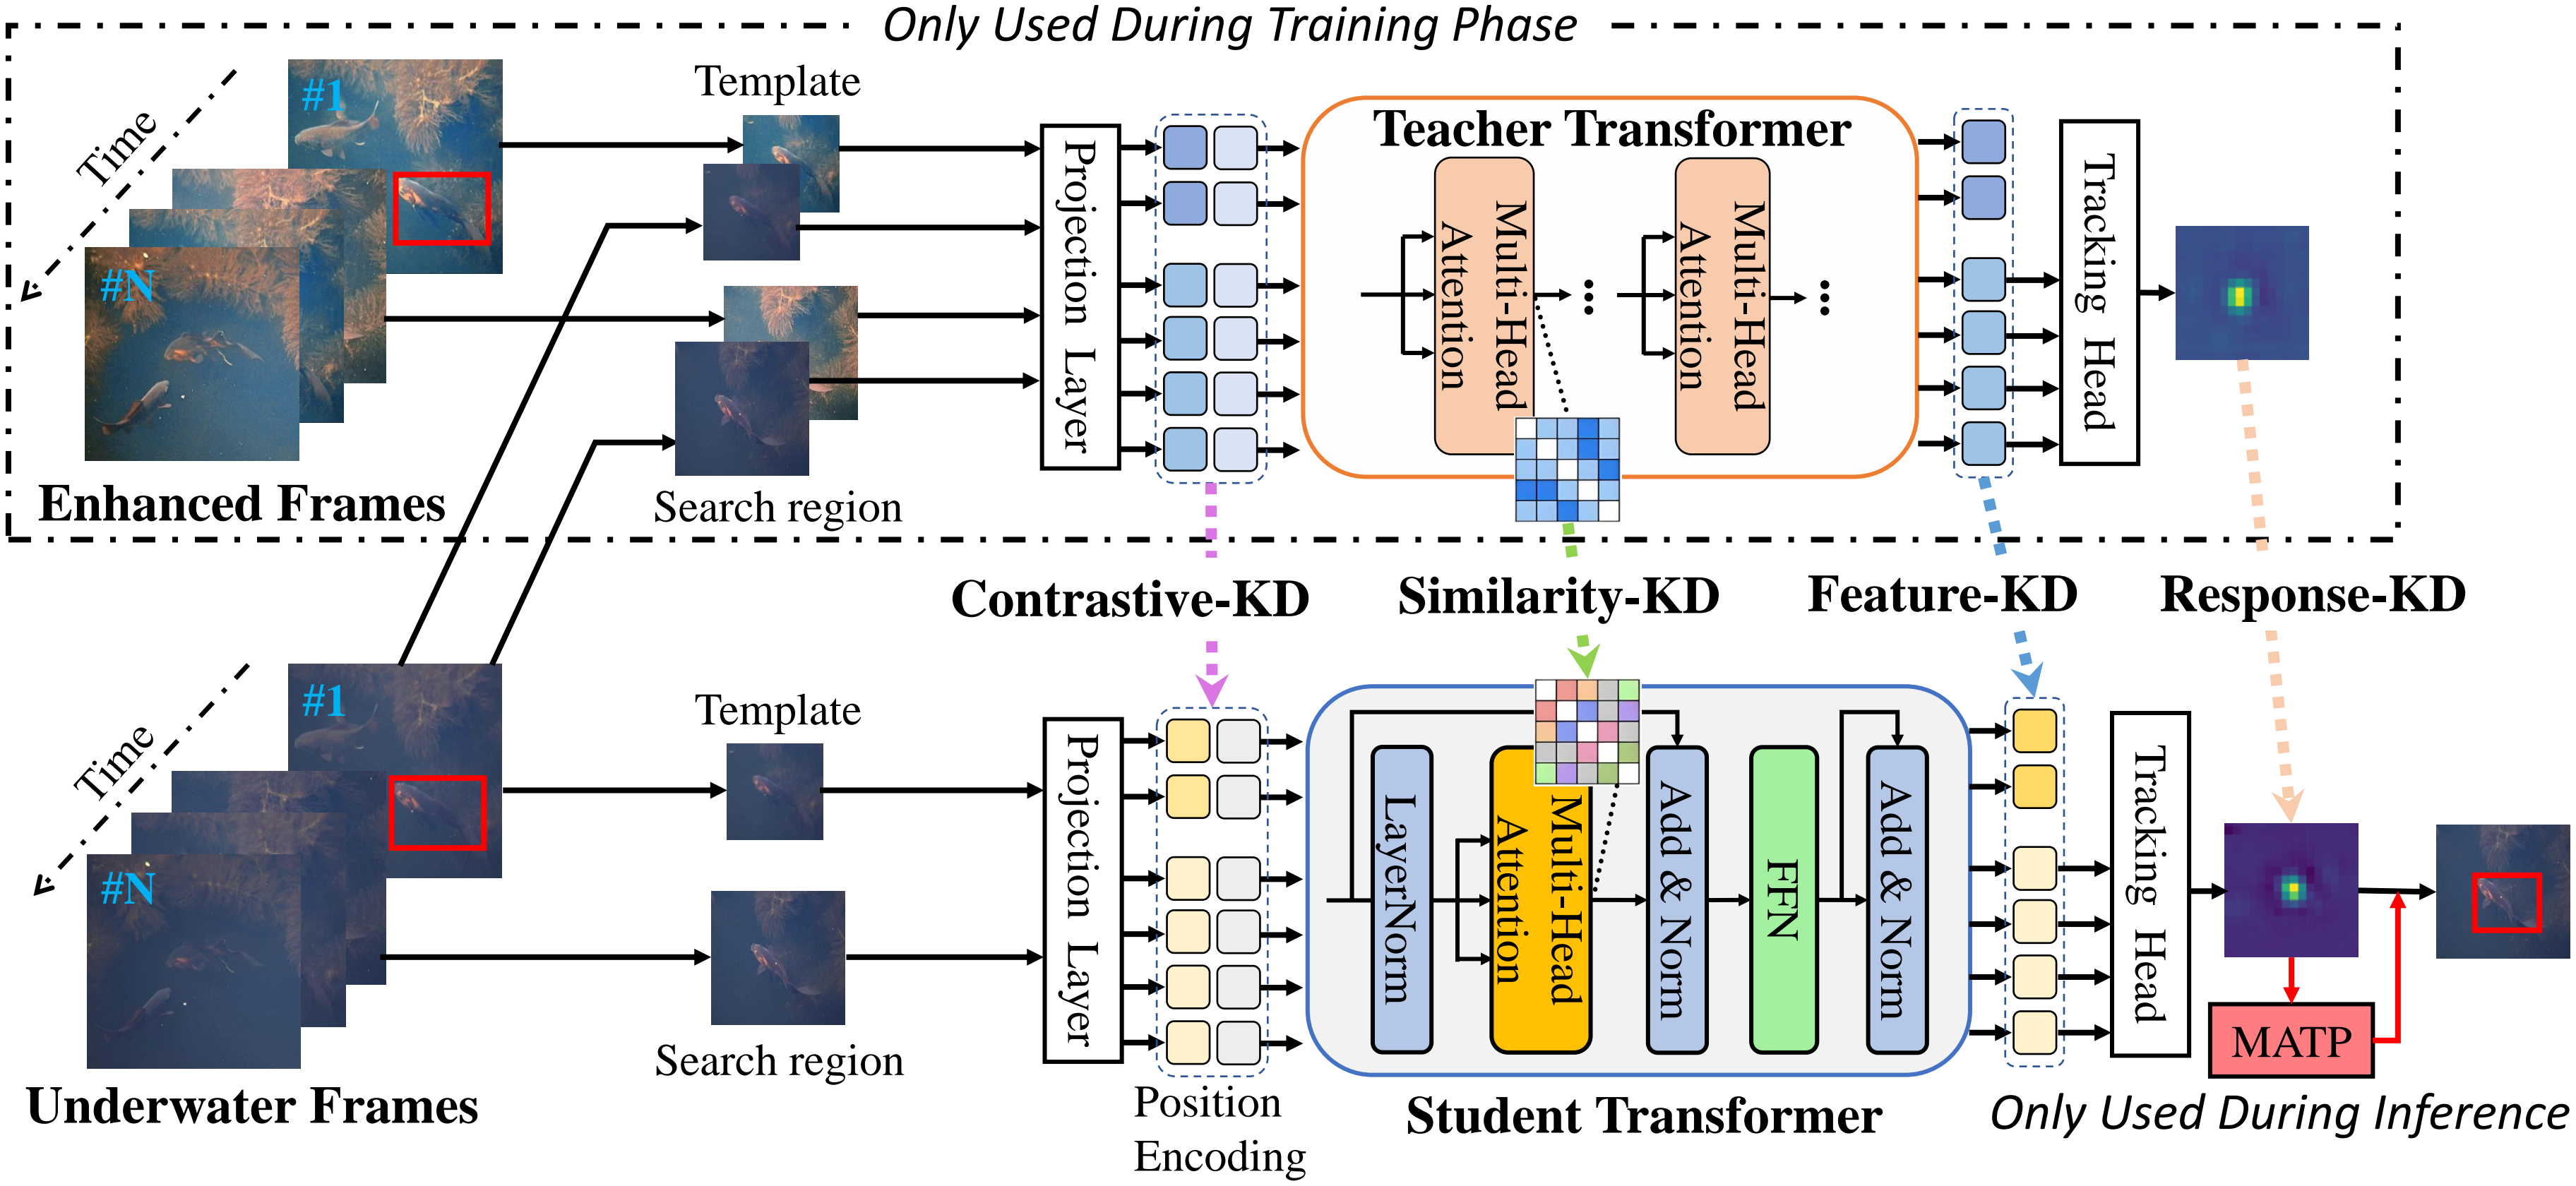 Only Used During Training Phase
Time
#1
#N
Enhanced Frames
Template
Search region
Projection Layer
Teacher Transformer
Multi-Head
Attention
Multi-Head
Attention
Tracking Head
Contrastive-KD
Similarity-KD
Feature-KD
Response-KD
Time
#1
#N
Underwater Frames
Template
Search region
Projection Layer
Position
Encoding
LayerNorm
Multi-Head
Attention
Add & Norm
FFN
Add & Norm
Student Transformer
Tracking Head
MATP
Only Used During Inference